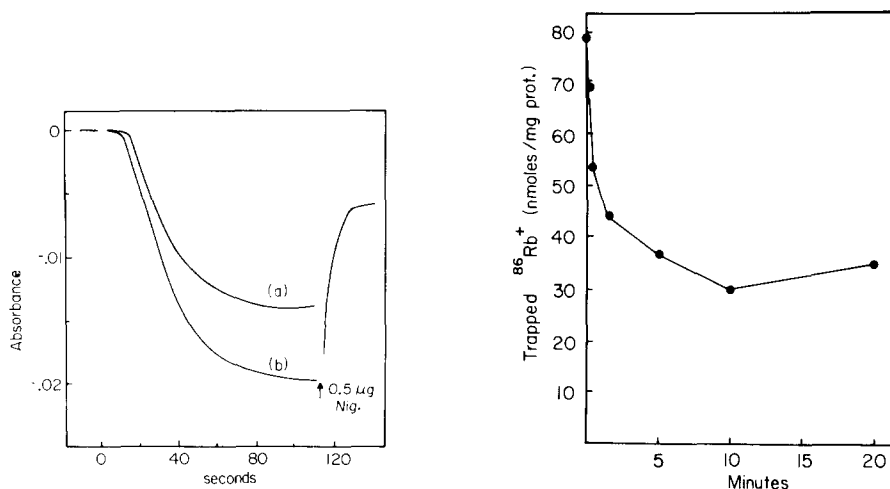 Absorbance
0
-.01
-.02
(a)
(b)
0.5 μg
Nig.
0 40 80 120
seconds
Trapped ⁸⁶Rb⁺ (nmoles/mg prot.)
80
70
60
50
40
30
20
10
5 10 15 20
Minutes